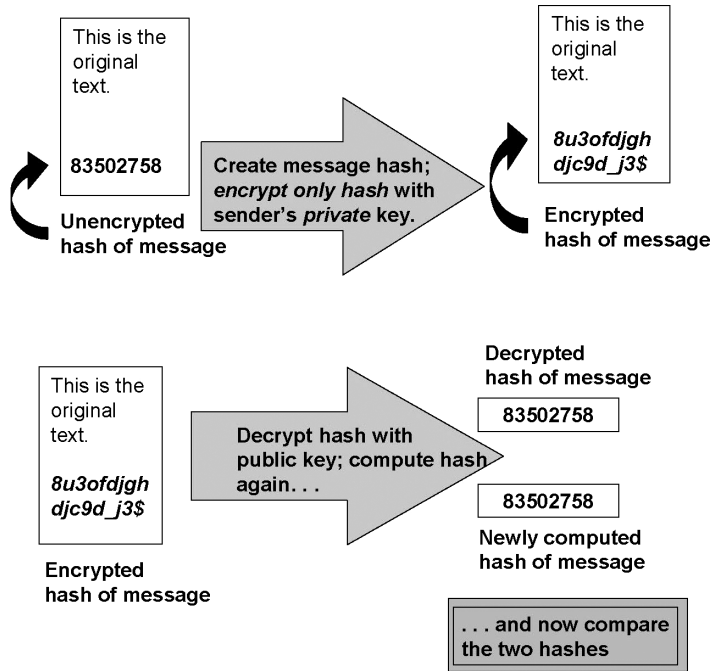 This is the
original
text.
83502758
Unencrypted
hash of message
Create message hash;
encrypt only hash with
sender's private key.
This is the
original
text.
8u3ofdjgh
djc9d_j3$
Encrypted
hash of message
This is the
original
text.
8u3ofdjgh
djc9d_j3$
Encrypted
hash of message
Decrypt hash with
public key; compute hash
again. . .
Decrypted
hash of message
83502758
83502758
Newly computed
hash of message
. . . and now compare
the two hashes